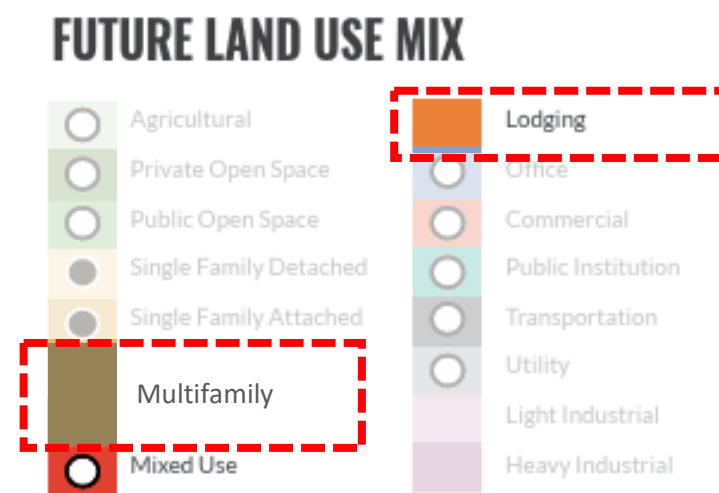 FUTURE LAND USE MIX
Agricultural
Private Open Space
Public Open Space
Single Family Detached
Single Family Attached
Multifamily
Mixed Use
Lodging
Office
Commercial
Public Institution
Transportation
Utility
Light Industrial
Heavy Industrial